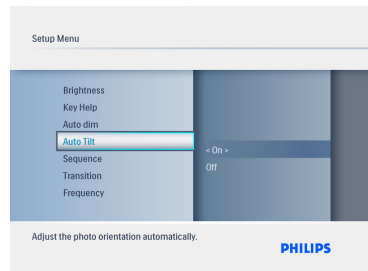 Setup Menu
Brightness
Key Help
Auto dim
Auto Tilt
Sequence
Transition
Frequency
< On >
Off
Adjust the photo orientation automatically.
PHILIPS